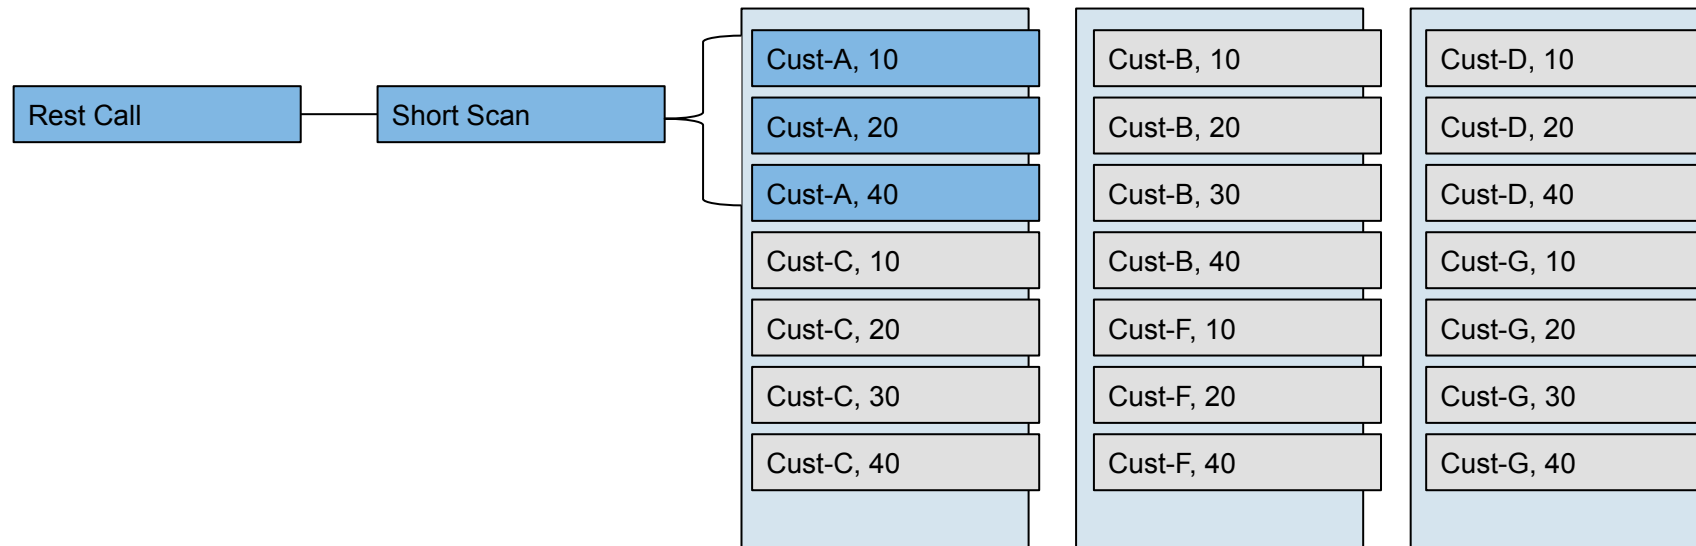 Rest Call
Short Scan
Cust-A, 10
Cust-A, 20
Cust-A, 40
Cust-C, 10
Cust-C, 20
Cust-C, 30
Cust-C, 40
Cust-B, 10
Cust-B, 20
Cust-B, 30
Cust-B, 40
Cust-F, 10
Cust-F, 20
Cust-F, 40
Cust-D, 10
Cust-D, 20
Cust-D, 40
Cust-G, 10
Cust-G, 20
Cust-G, 30
Cust-G, 40